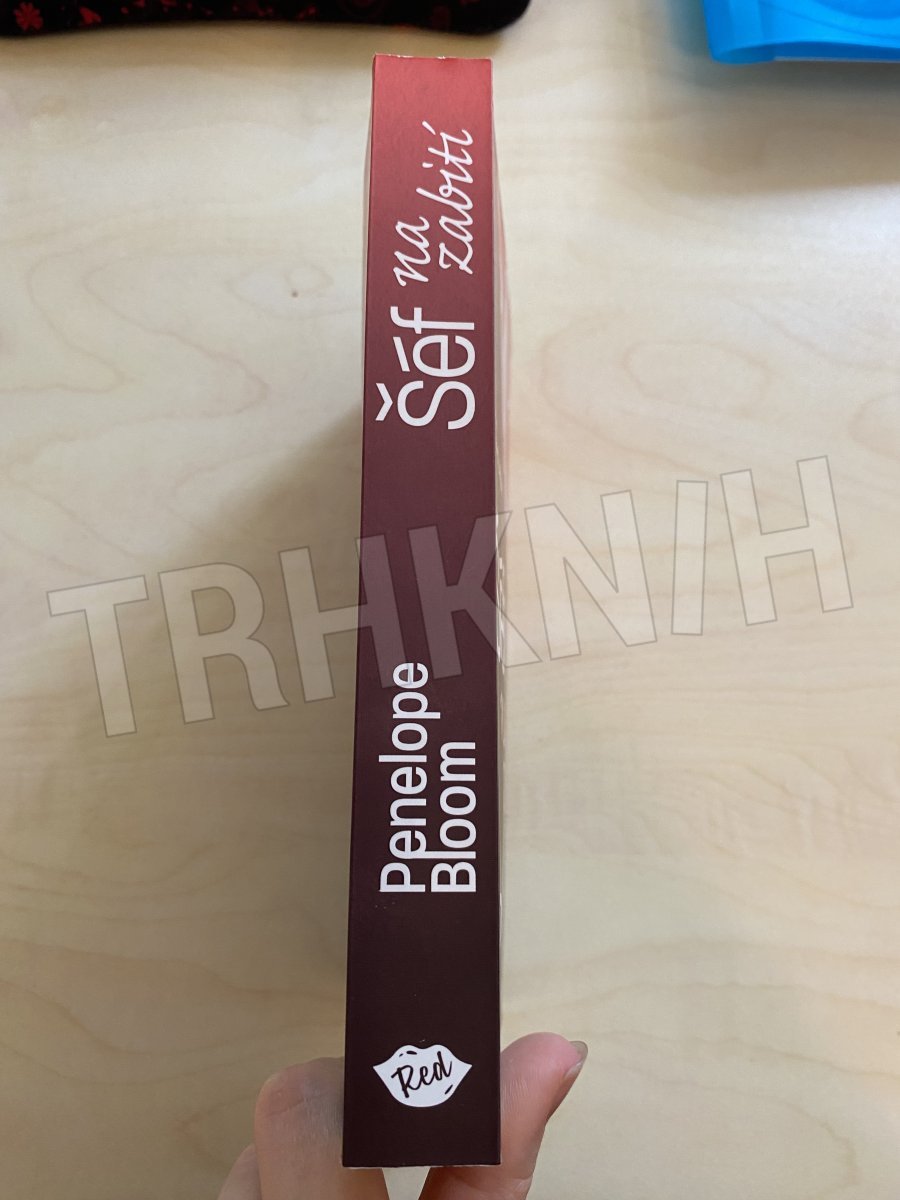 Šéf
na
zabití
TRHKNIH
Penelope
Bloom
Red